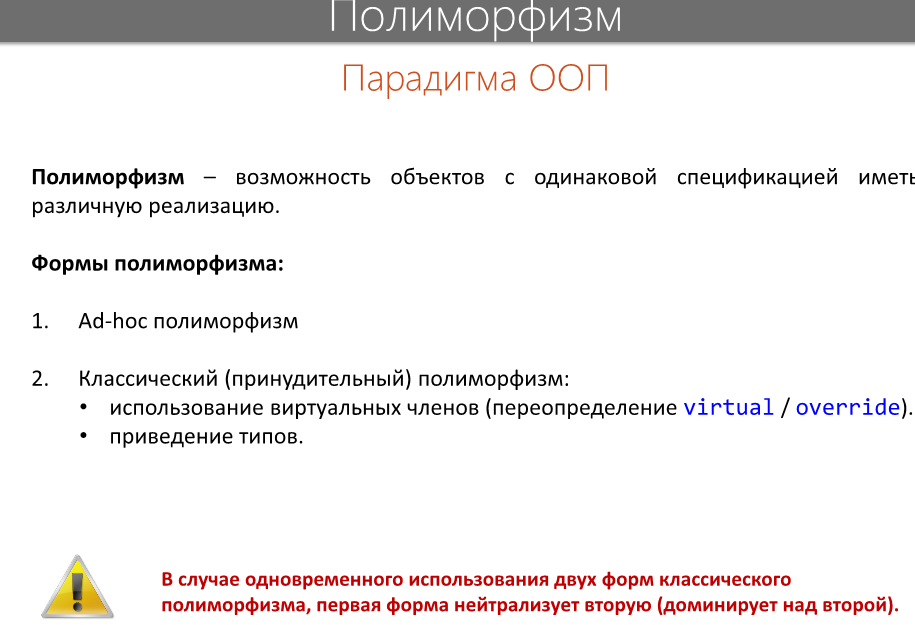 Полиморфизм
Парадигма ООП
Полиморфизм – возможность объектов с одинаковой спецификацией иметь
различную реализацию.
Формы полиморфизма:
1. Ad-hoc полиморфизм
2. Классический (принудительный) полиморфизм:
• использование виртуальных членов (переопределение virtual / override).
• приведение типов.
В случае одновременного использования двух форм классического
полиморфизма, первая форма нейтрализует вторую (доминирует над второй).